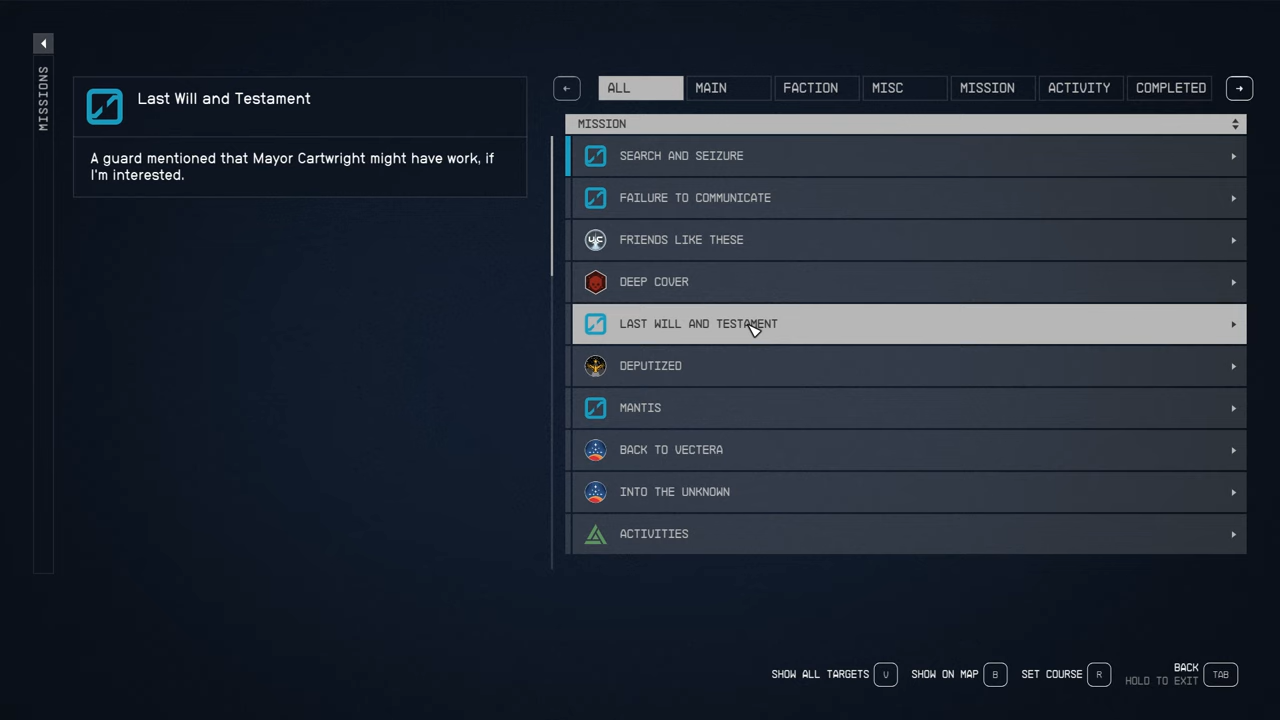 MISSIONS
Last Will and Testament
A guard mentioned that Mayor Cartwright might have work, if
I'm interested.
ALL
MAIN
FACTION
MISC
MISSION
ACTIVITY
COMPLETED
MISSION
SEARCH AND SEIZURE
FAILURE TO COMMUNICATE
UC
FRIENDS LIKE THESE
DEEP COVER
LAST WILL AND TESTAMENT
DEPUTIZED
MANTIS
BACK TO VECTERA
INTO THE UNKNOWN
ACTIVITIES
SHOW ALL TARGETS V
SHOW ON MAP B
SET COURSE R
BACK
HOLD TO EXIT
TAB